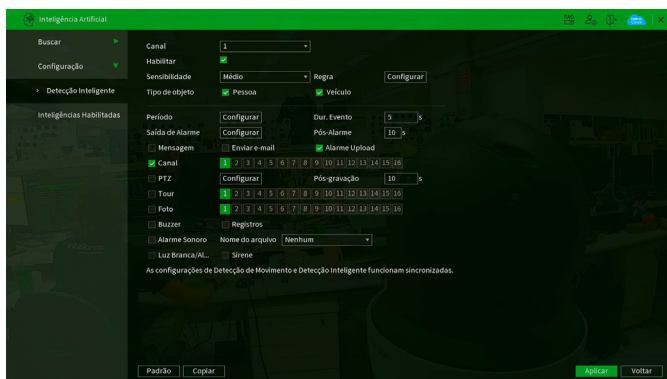 Inteligência Artificial
Buscar
Configuração
Detecção Inteligente
Inteligências Habilitadas
Canal 1
Habilitar
Sensibilidade Médio Regra Configurar
Tipo de objeto Pessoa Veículo
Período Configurar Dur. Evento 5 s
Saída de Alarme Configurar Pós-Alarme 10 s
Mensagem Enviar e-mail Alarme Upload
Canal 1 2 3 4 5 6 7 8 9 10 11 12 13 14 15 16
PTZ Configurar Pós-gravação 10 s
Tour 1 2 3 4 5 6 7 8 9 10 11 12 13 14 15 16
Foto 1 2 3 4 5 6 7 8 9 10 11 12 13 14 15 16
Buzzer Registros
Alarme Sonoro Nome do arquivo Nenhum
Luz Branca/Al... Sirene
As configurações de Detecção de Movimento e Detecção Inteligente funcionam sincronizadas.
Padrão Copiar Aplicar Voltar